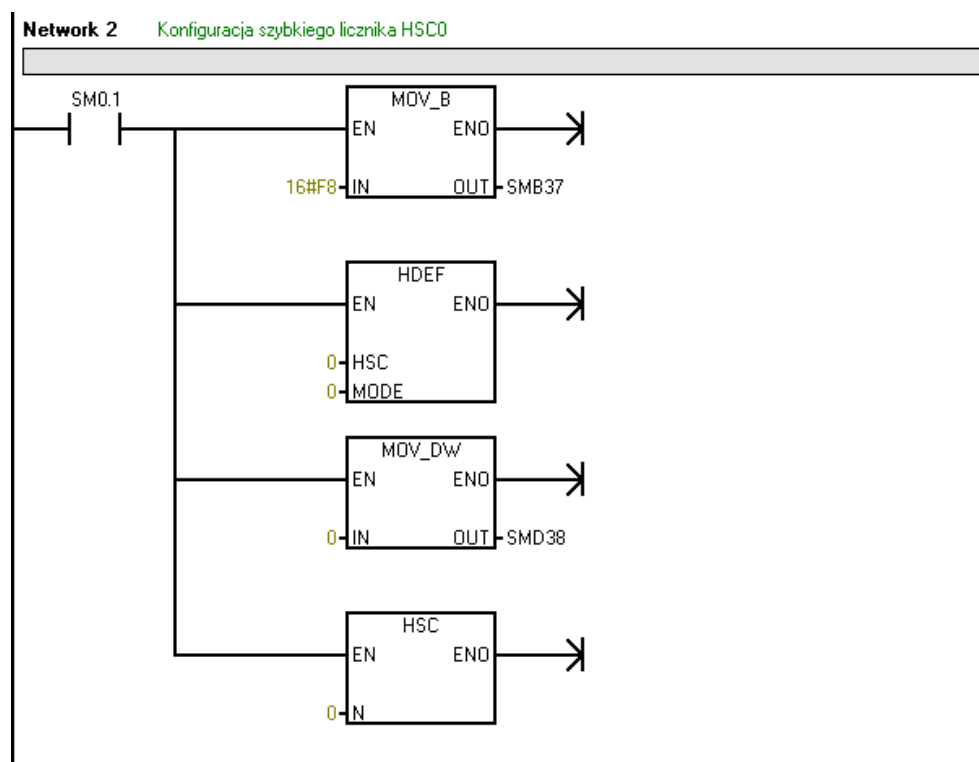 Network 2 Konfiguracja szybkiego licznika HSC0
SM0.1
MOV_B
EN ENO
16#F8 IN OUT SMB37
HDEF
EN ENO
0 HSC
0 MODE
MOV_DW
EN ENO
0 IN OUT SMD38
HSC
EN ENO
0 N